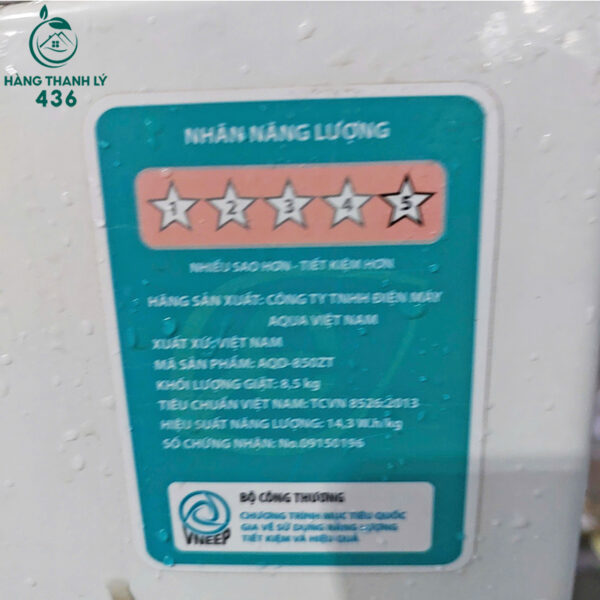 HÀNG THANH LÝ
436
NHÃN NĂNG LƯỢNG
1 2 3 4 5
NHIỀU SAO HƠN - TIẾT KIỆM HƠN
HÃNG SẢN XUẤT: CÔNG TY TNHH ĐIỆN MÁY
AQUA VIỆT NAM
XUẤT XỨ: VIỆT NAM
MÃ SẢN PHẨM: AQD-850ZT
KHỐI LƯỢNG GIẶT: 8,5 kg
TIÊU CHUẨN VIỆT NAM: TCVN 8526:2013
HIỆU SUẤT NĂNG LƯỢNG: 14,3 W.h/kg
SỐ CHỨNG NHẬN: No.09150196
VNEEP
BỘ CÔNG THƯƠNG
CHƯƠNG TRÌNH MỤC TIÊU QUỐC
GIA VỀ SỬ DỤNG NĂNG LƯỢNG
TIẾT KIỆM VÀ HIỆU QUẢ